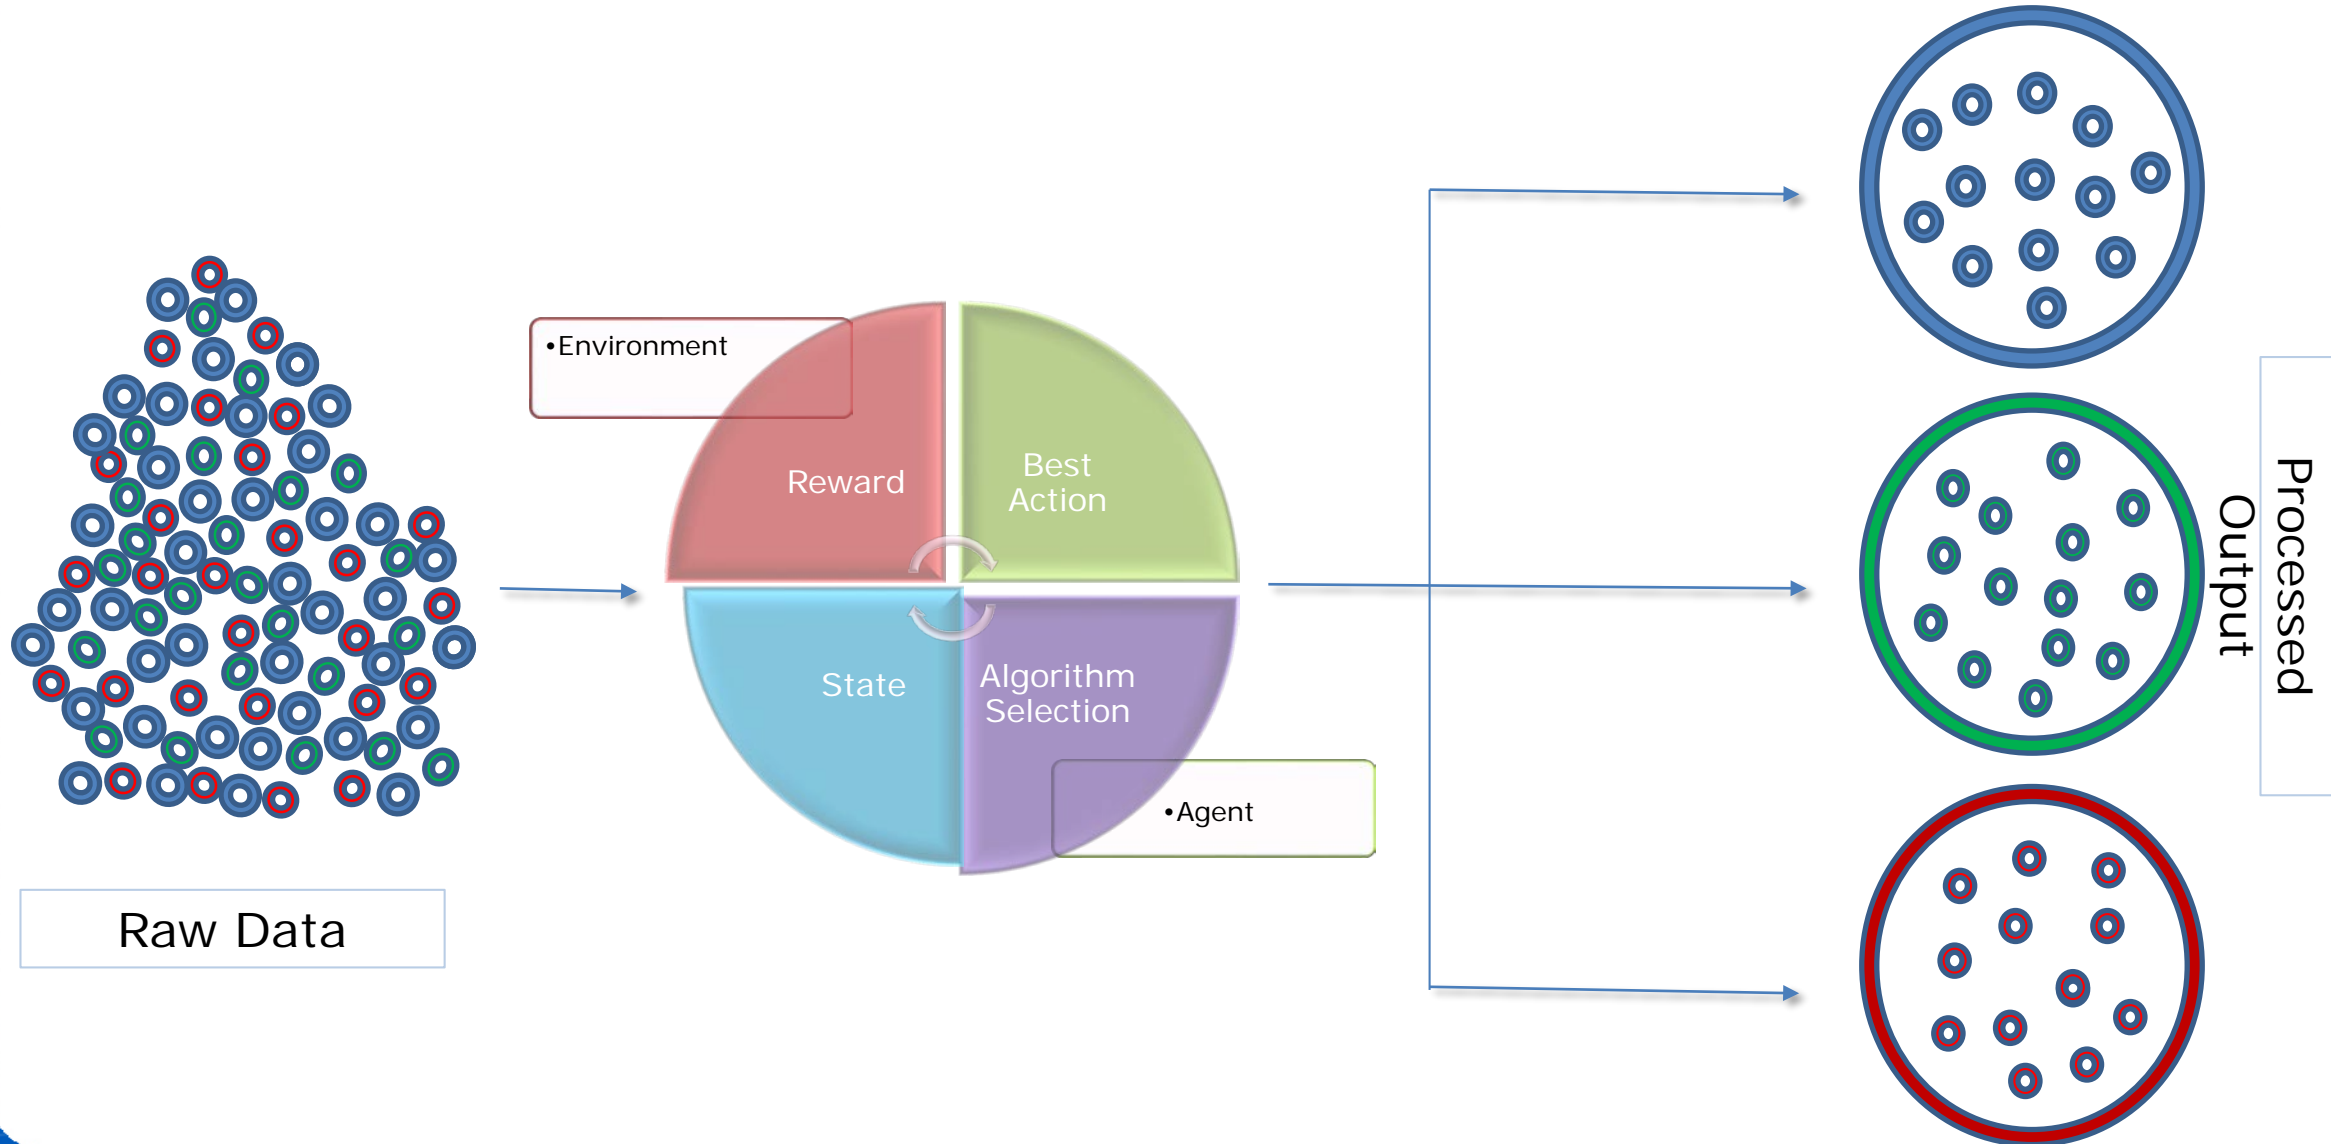 •Environment
Reward
Best
Action
State
Algorithm
Selection
•Agent
Raw Data
Processed
Output